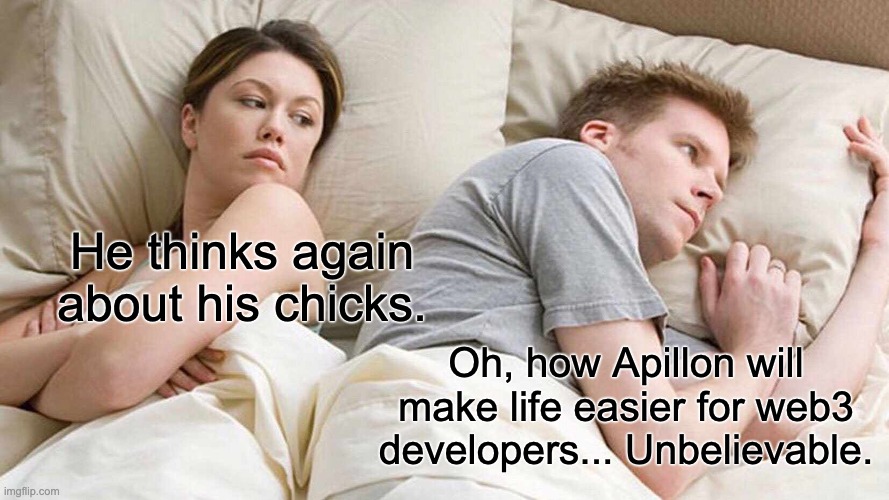 He thinks again
about his chicks.
Oh, how Apillon will
make life easier for web3
developers... Unbelievable.
imgflip.com